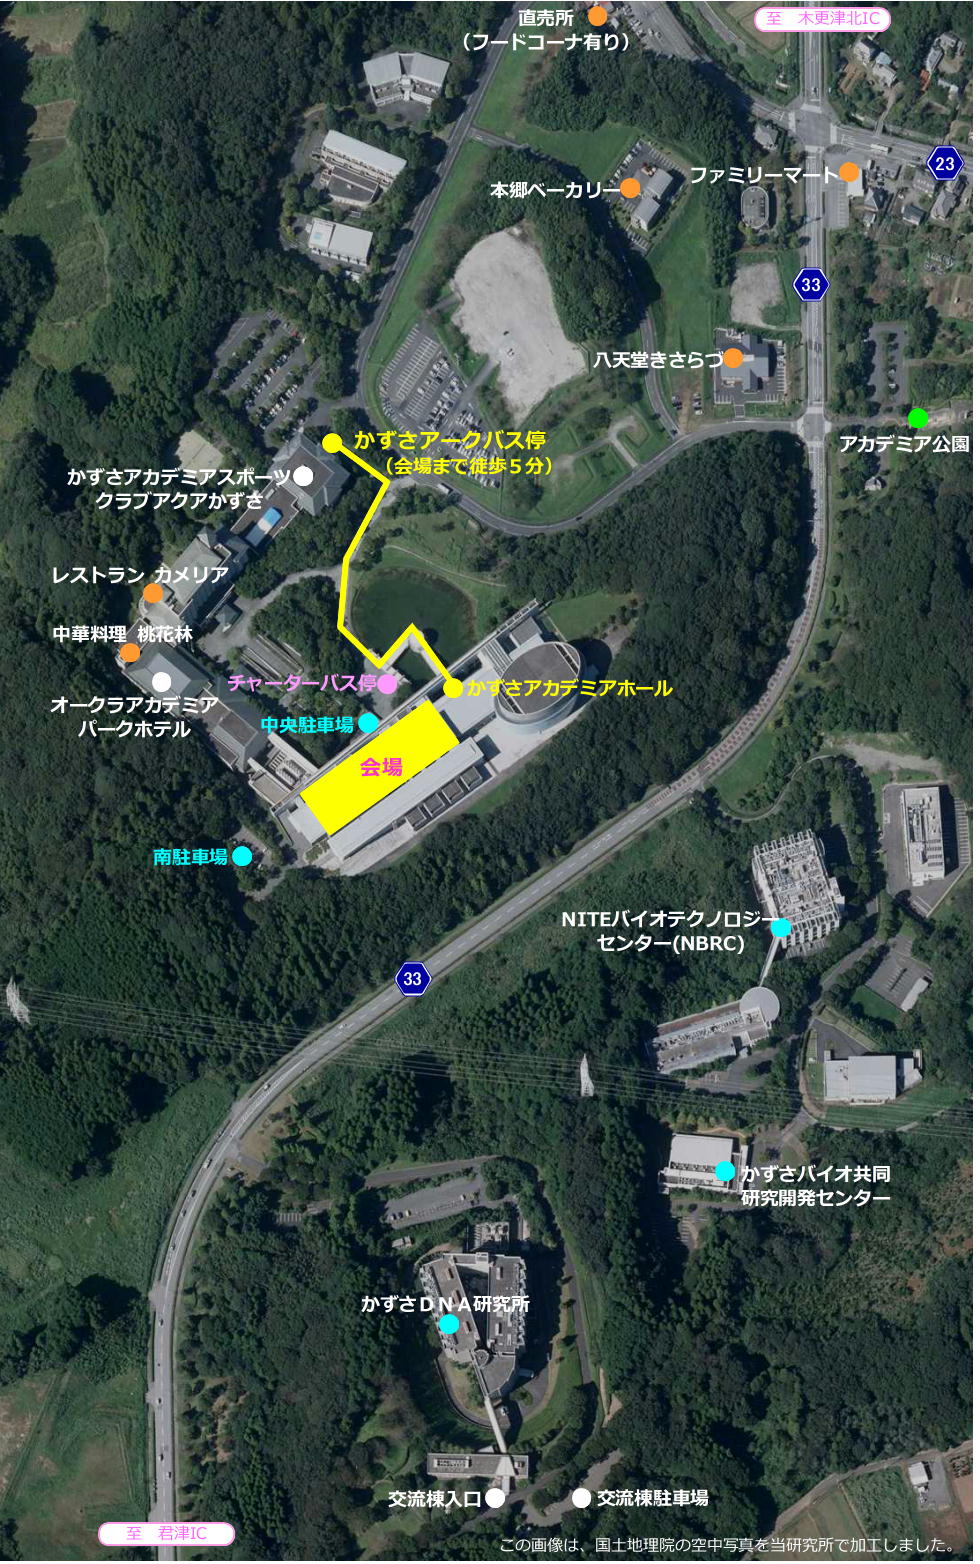 直売所
（フードコーナ有り）
至　木更津北IC
23
ファミリーマート
本郷ベーカリー
33
八天堂きさらづ
アカデミア公園
かずさアークバス停
（会場まで徒歩５分）
かずさアカデミアスポーツ
クラブアクアかずさ
レストラン カメリア
中華料理 桃花林
オークラアカデミア
パークホテル
チャーターバス停
かずさアカデミアホール
中央駐車場
会場
南駐車場
NITEバイオテクノロジー
センター(NBRC)
33
かずさバイオ共同
研究開発センター
かずさＤＮＡ研究所
交流棟入口
交流棟駐車場
至　君津IC
この画像は、国土地理院の空中写真を当研究所で加工しました。